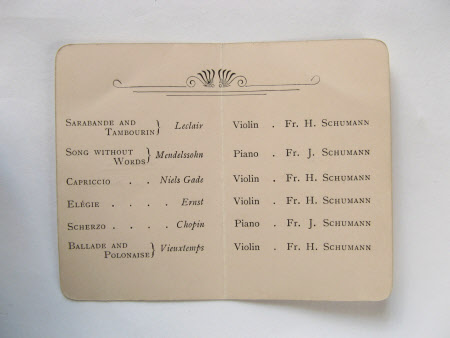 Sarabande and Tambourin } Leclair Violin . Fr. H. Schumann
Song without Words } Mendelssohn Piano . Fr. J. Schumann
Capriccio . . Niels Gade Violin . Fr. H. Schumann
Elégie . . . . Ernst Violin . Fr. H. Schumann
Scherzo . . . Chopin Piano . Fr. J. Schumann
Ballade and Polonaise } Vieuxtemps Violin . Fr. H. Schumann